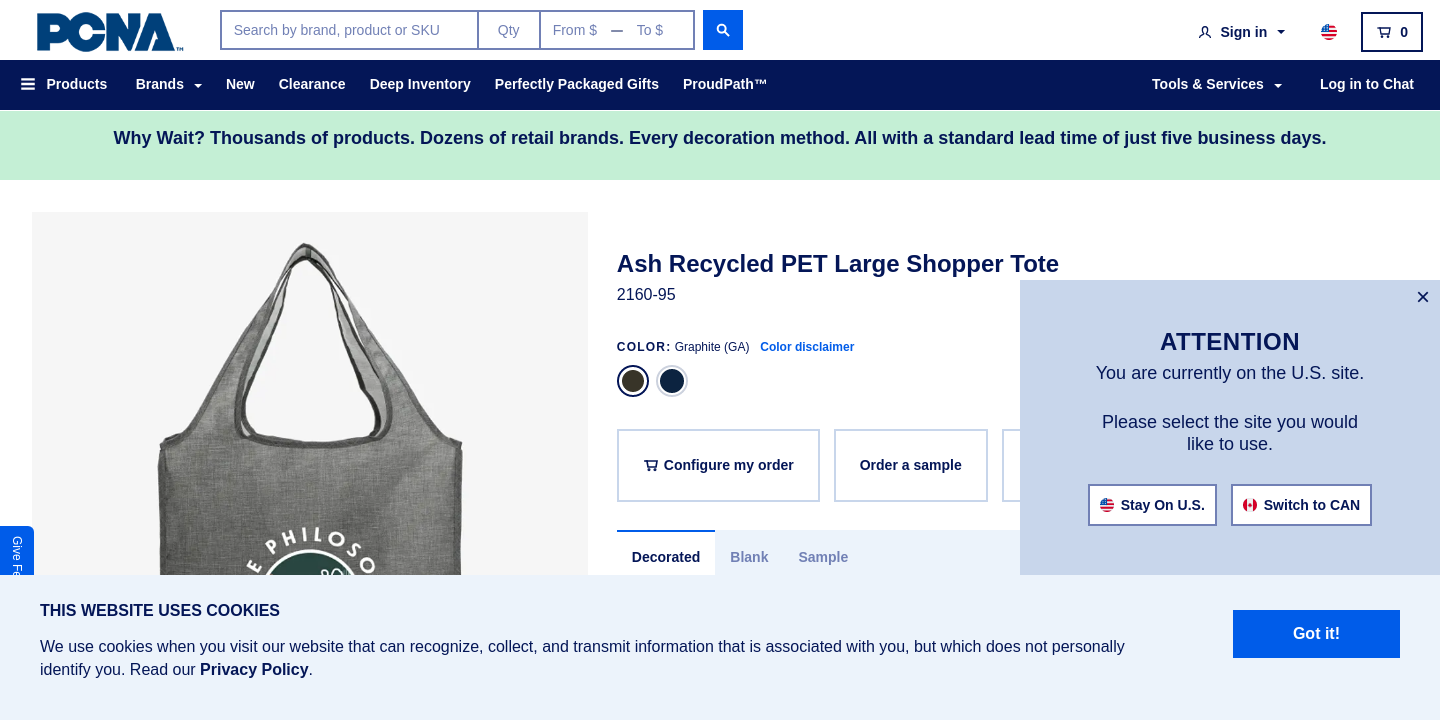 PCNA™
Search by brand, product or SKU
Qty
From $ — To $
Sign in
0
Products
Brands
New
Clearance
Deep Inventory
Perfectly Packaged Gifts
ProudPath™
Tools & Services
Log in to Chat
Why Wait? Thousands of products. Dozens of retail brands. Every decoration method. All with a standard lead time of just five business days.
Ash Recycled PET Large Shopper Tote
2160-95
COLOR: Graphite (GA) Color disclaimer
Configure my order
Order a sample
Decorated
Blank
Sample
×
ATTENTION
You are currently on the U.S. site.
Please select the site you would
like to use.
Stay On U.S.
Switch to CAN
Give Fe
THIS WEBSITE USES COOKIES
We use cookies when you visit our website that can recognize, collect, and transmit information that is associated with you, but which does not personally
identify you. Read our Privacy Policy.
Got it!